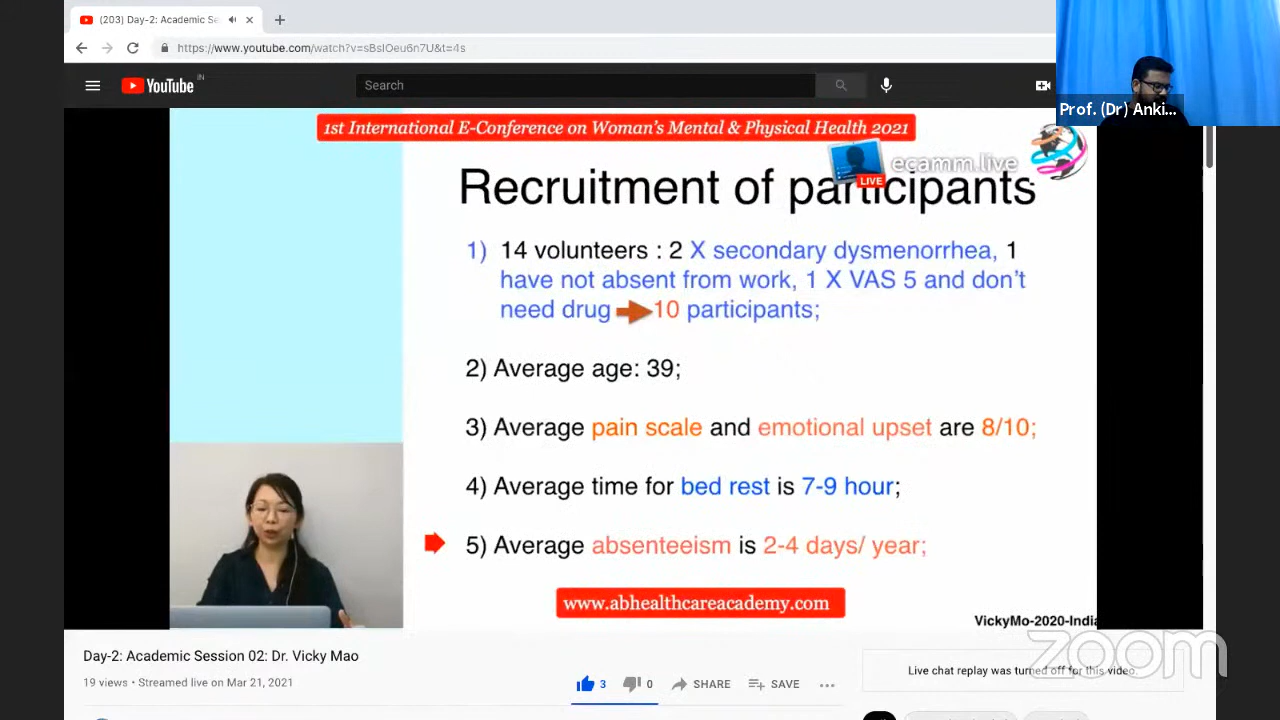 (203) Day-2: Academic Se
https://www.youtube.com/watch?v=sBsIOeu6n7U&t=4s
YouTube IN
Search
Prof. (Dr) Anki...
1st International E-Conference on Woman's Mental & Physical Health 2021
ecamm.live
LIVE
Recruitment of participants
1) 14 volunteers : 2 X secondary dysmenorrhea, 1
have not absent from work, 1 X VAS 5 and don't
need drug 10 participants;
2) Average age: 39;
3) Average pain scale and emotional upset are 8/10;
4) Average time for bed rest is 7-9 hour;
5) Average absenteeism is 2-4 days/ year;
www.abhealthcareacademy.com
VickyMo-2020-India
zoom
Day-2: Academic Session 02: Dr. Vicky Mao
Live chat replay was turned off for this video.
19 views • Streamed live on Mar 21, 2021
3
0
SHARE
SAVE